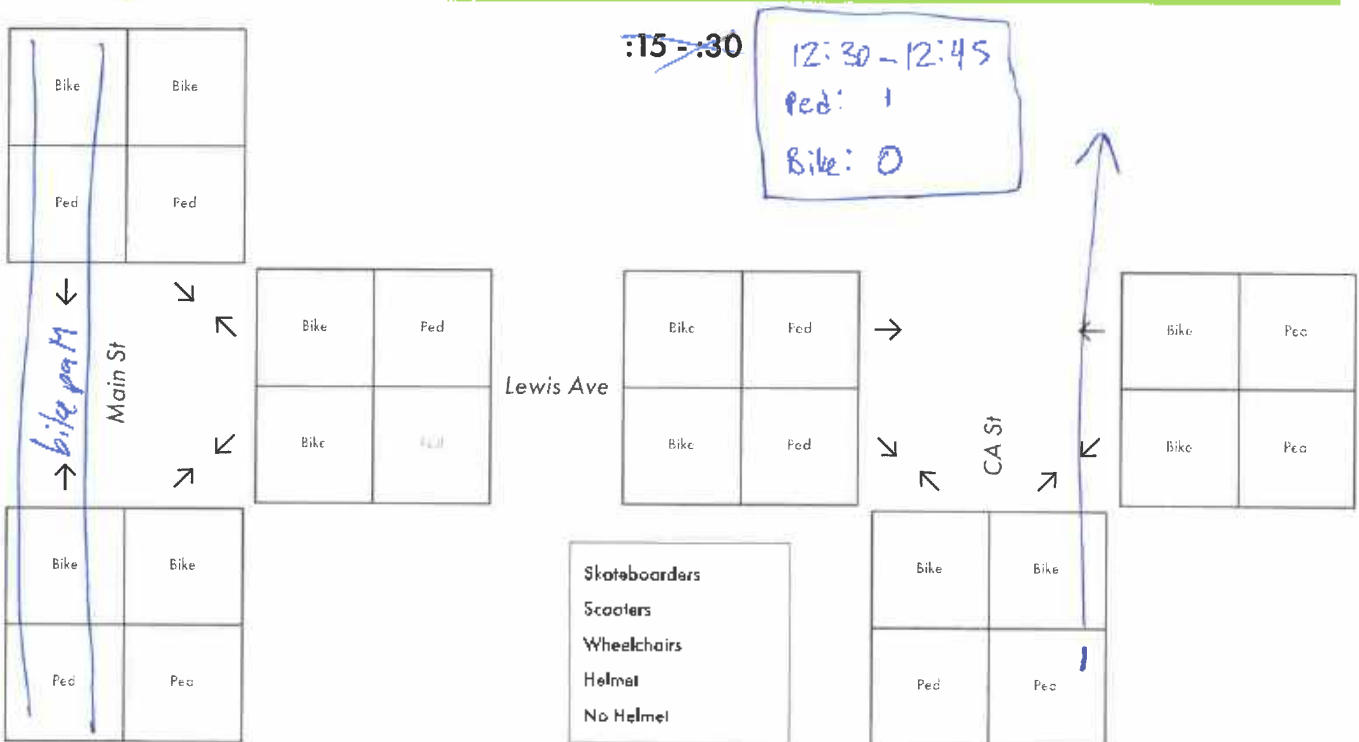 :15 - :30
12:30 - 12:45
Ped: 1
Bike: 0
Bike Bike
Ped Ped
bike path
Main St
Bike Ped
Bike Ped
Lewis Ave
Bike Ped
Bike Ped
CA St
Bike Ped
Bike Ped
Bike Bike
Ped Ped
Skateboarders
Scooters
Wheelchairs
Helmet
No Helmet
Bike Bike
Ped Ped
1